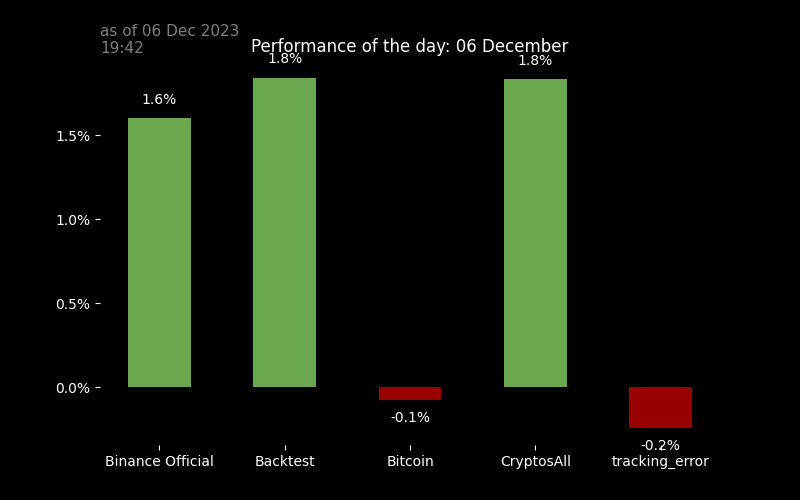 as of 06 Dec 2023
19:42
Performance of the day: 06 December
1.8%
1.8%
1.6%
1.5%
1.0%
0.5%
0.0%
-0.1%
-0.2%
Binance Official
Backtest
Bitcoin
CryptosAll
tracking_error